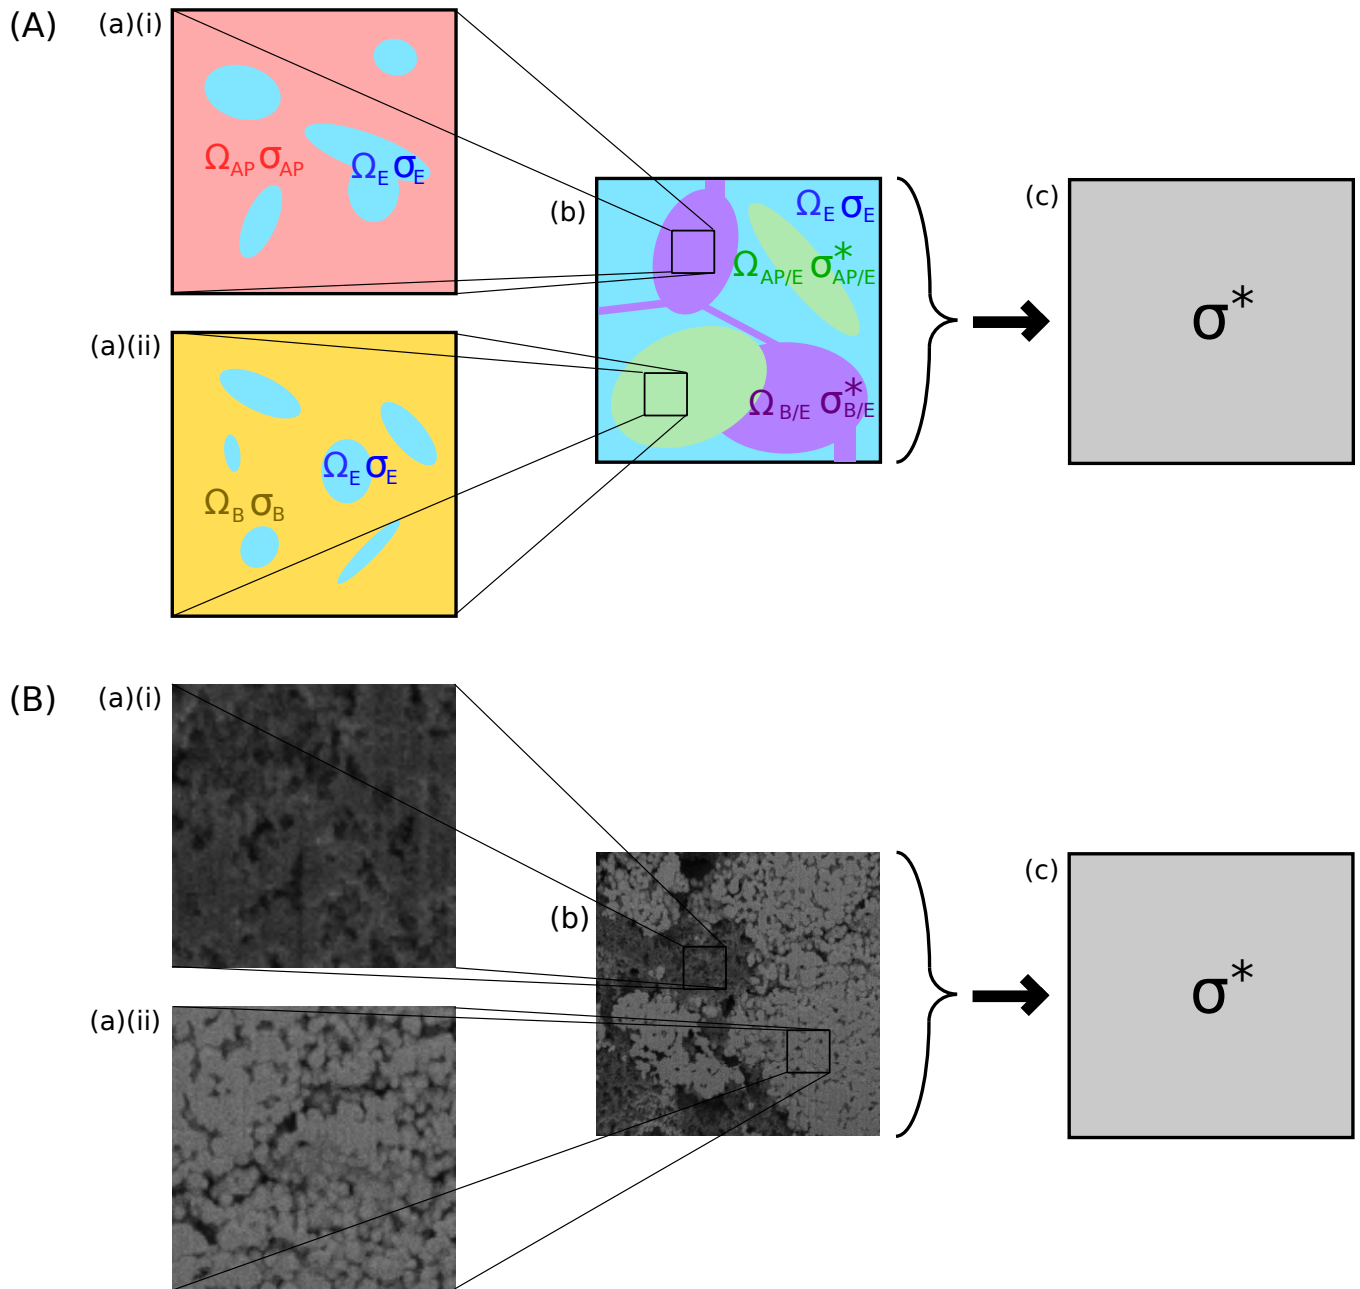 (A)
(a)(i)
Ω_AP σ_AP
Ω_E σ_E
(a)(ii)
Ω_E σ_E
Ω_B σ_B
(b)
Ω_E σ_E
Ω_AP/E σ*_AP/E
Ω_B/E σ*_B/E
(c)
σ*
(B)
(a)(i)
(a)(ii)
(b)
(c)
σ*